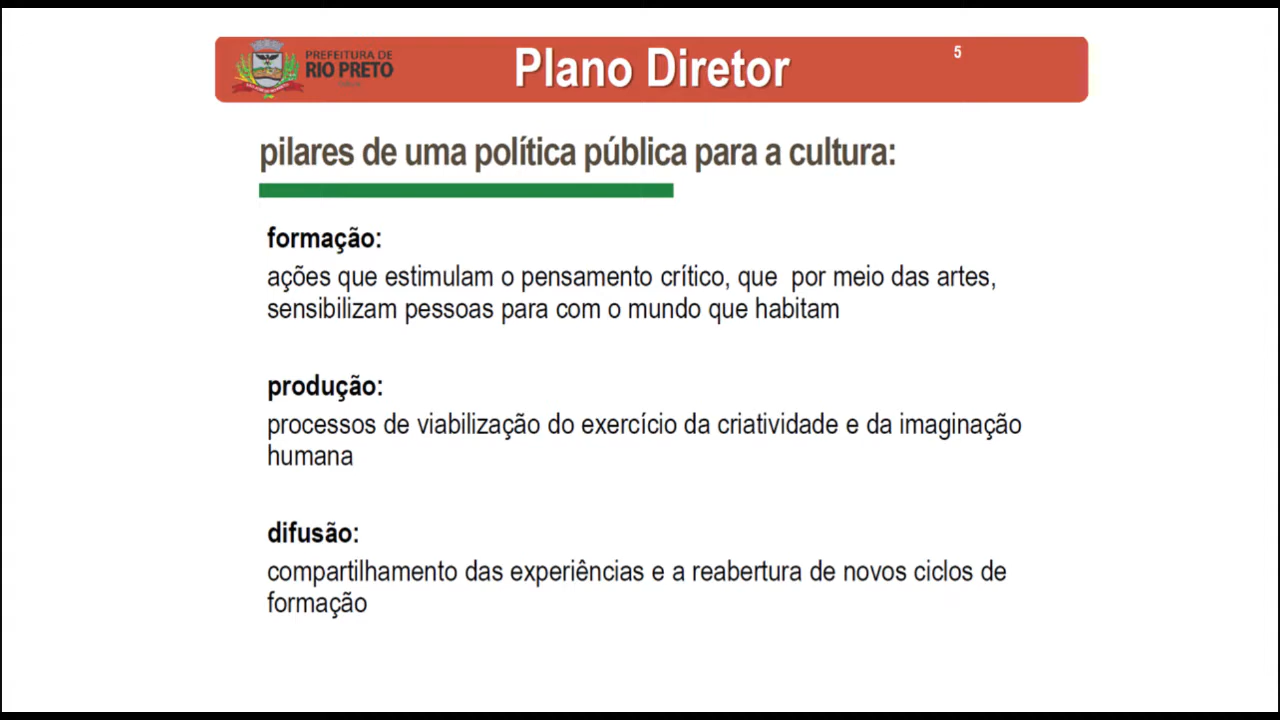 PREFEITURA DE
RIO PRETO
Plano Diretor
5
pilares de uma política pública para a cultura:
formação:
ações que estimulam o pensamento crítico, que por meio das artes,
sensibilizam pessoas para com o mundo que habitam
produção:
processos de viabilização do exercício da criatividade e da imaginação
humana
difusão:
compartilhamento das experiências e a reabertura de novos ciclos de
formação